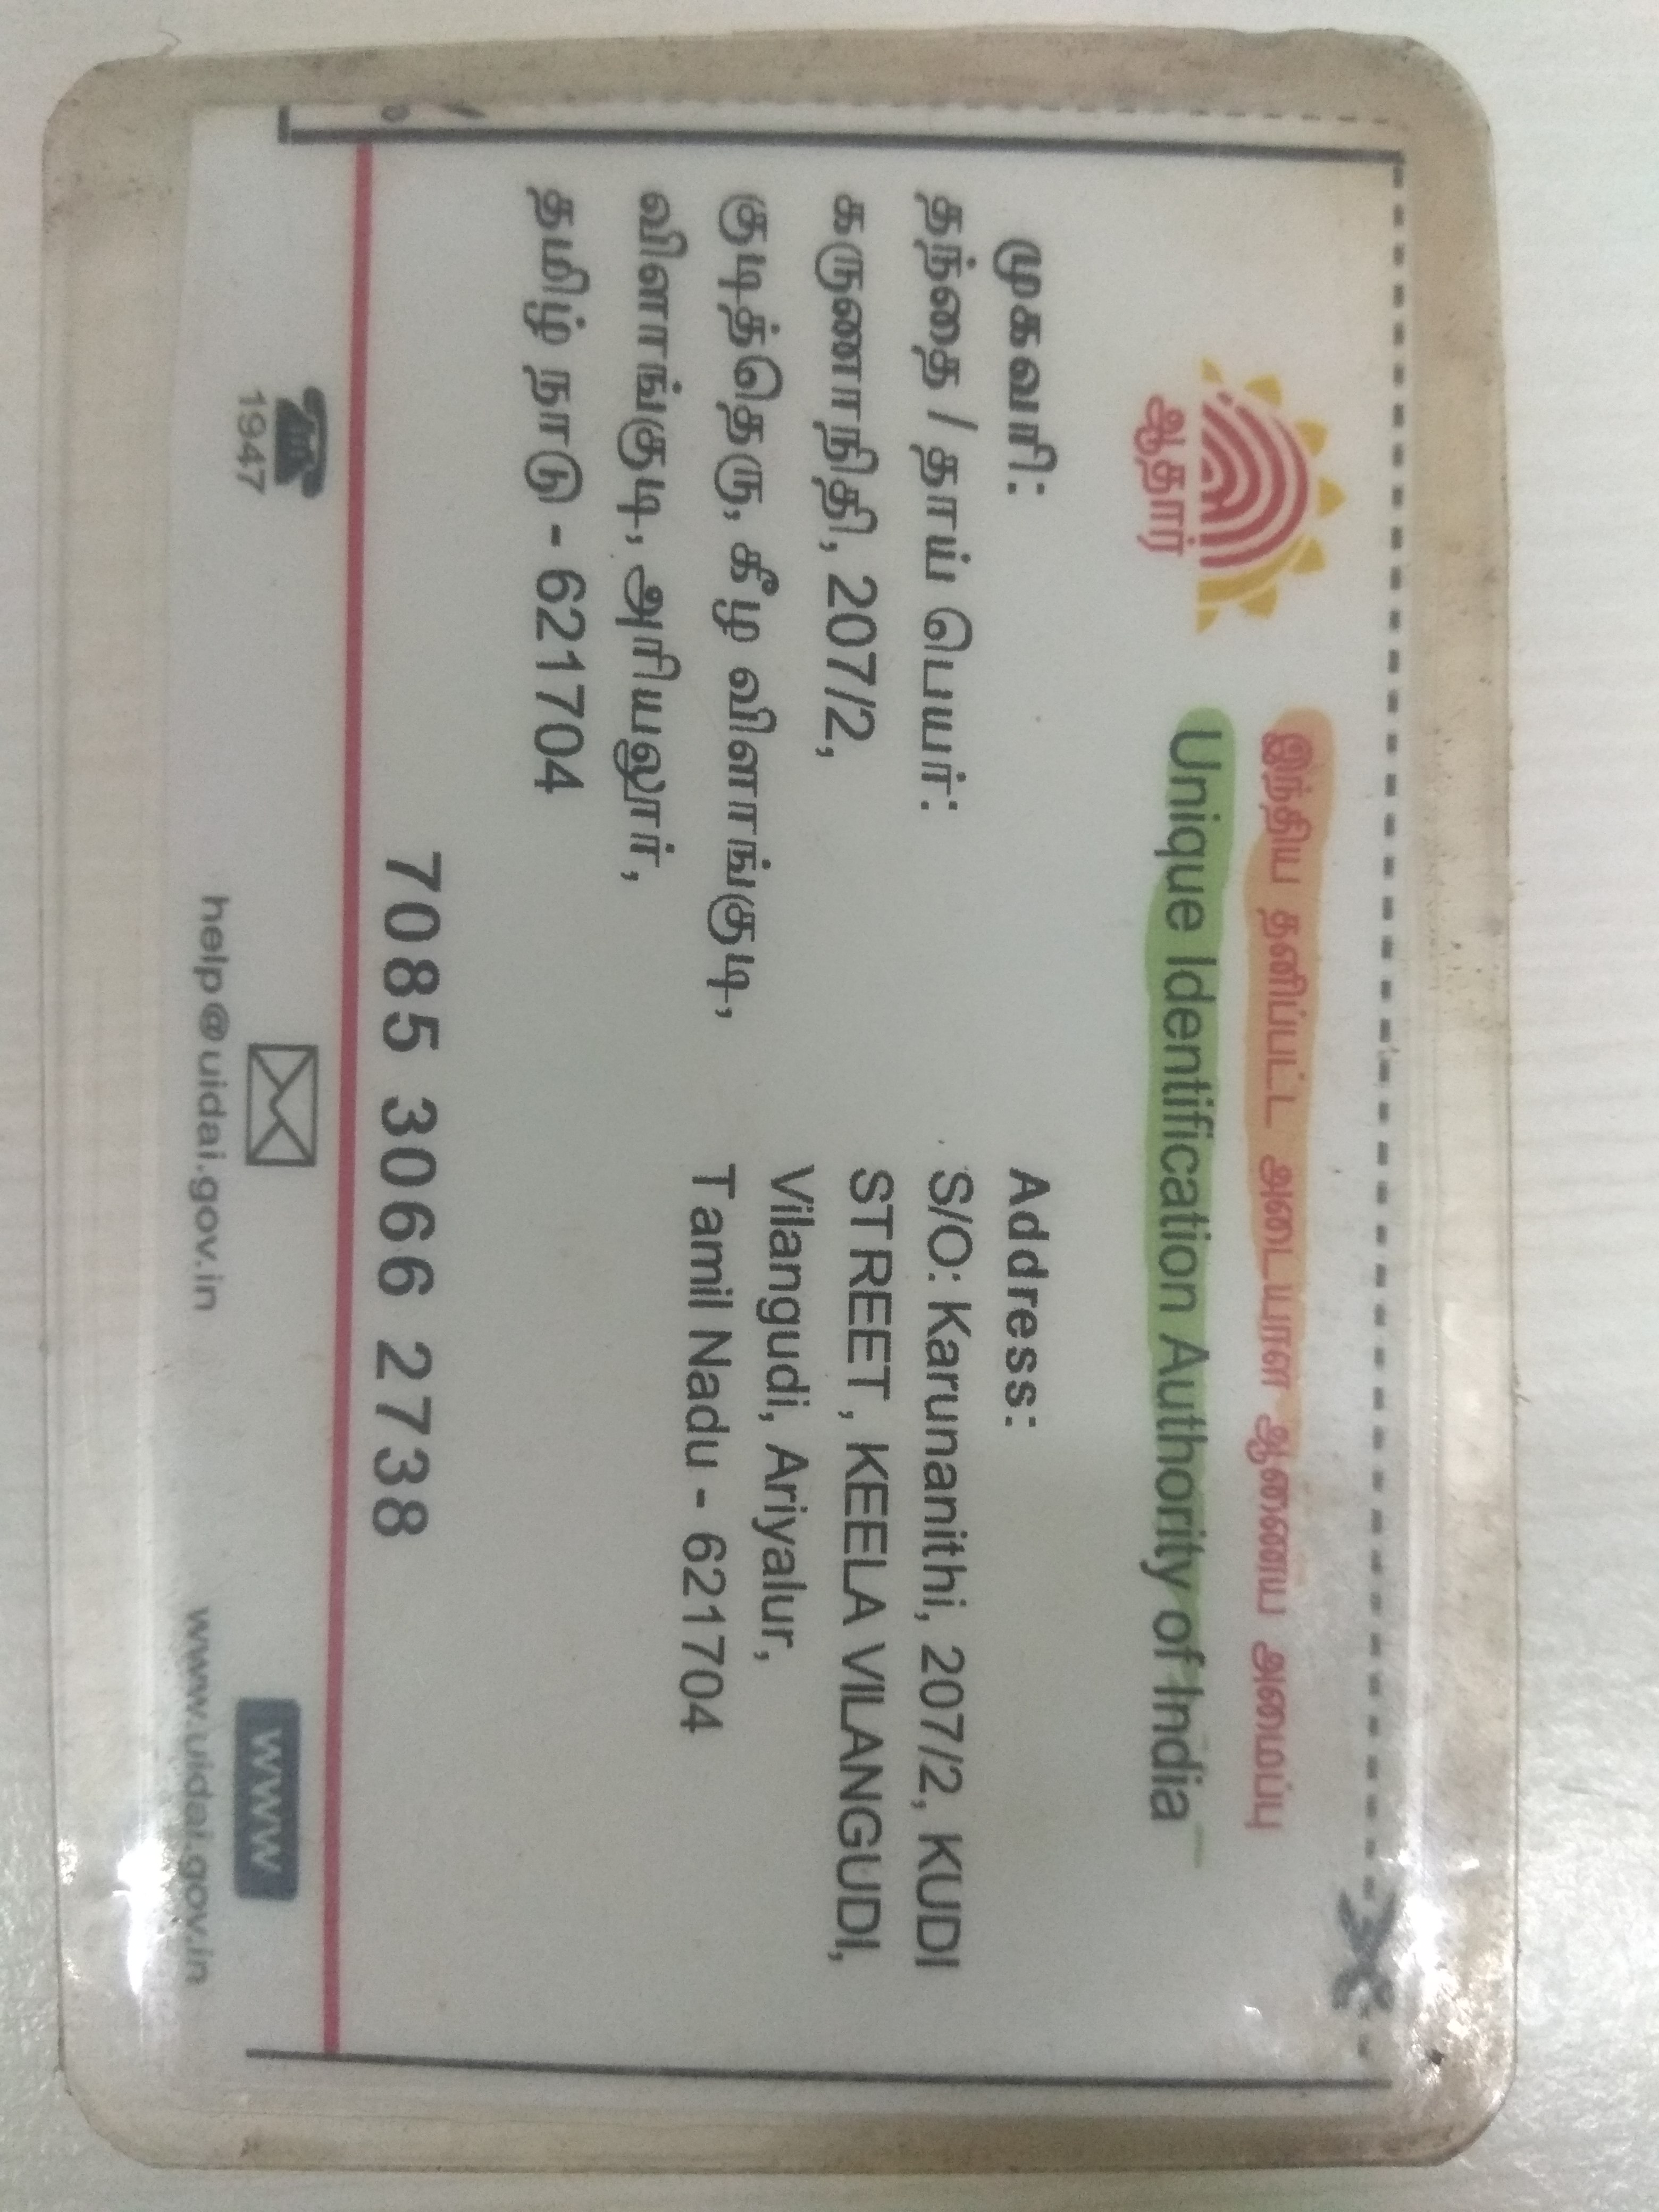 இந்திய தனிப்பட்ட அடையாள ஆணைய அமைப்பு
Unique Identification Authority of India
ஆதார்
முகவரி:
தந்தை / தாய் பெயர்:
கருணாநிதி, 207/2,
குடித்தெரு, கீழ விளாங்குடி,
விளாங்குடி, அரியலூர்,
தமிழ் நாடு - 621704
Address:
S/O: Karunanithi, 207/2, KUDI
STREET , KEELA VILANGUDI,
Vilangudi, Ariyalur,
Tamil Nadu - 621704
7085 3066 2738
1947
help@uidai.gov.in
www
www.uidai.gov.in